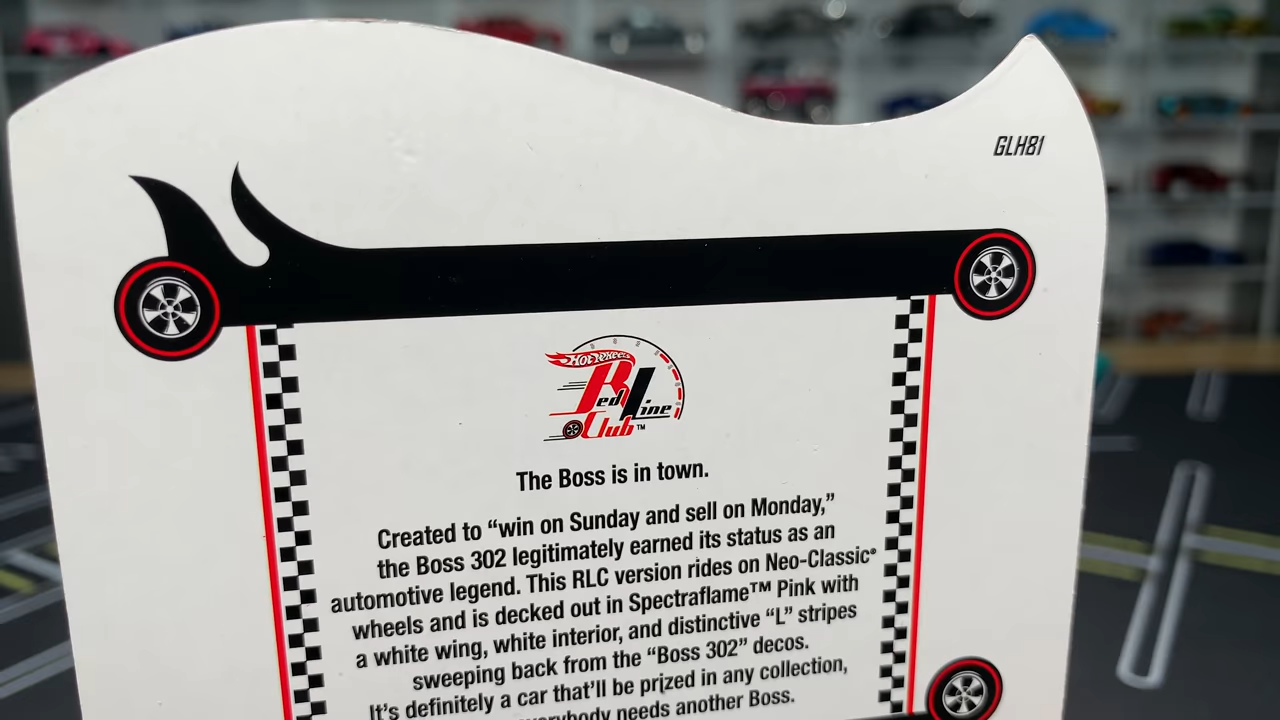 GLH81
HOT WHEELS
Red Line
Club™
The Boss is in town.
Created to “win on Sunday and sell on Monday,”
the Boss 302 legitimately earned its status as an
automotive legend. This RLC version rides on Neo-Classic®
wheels and is decked out in Spectraflame™ Pink with
a white wing, white interior, and distinctive “L” stripes
sweeping back from the “Boss 302” decos.
It’s definitely a car that’ll be prized in any collection,
needs another Boss.